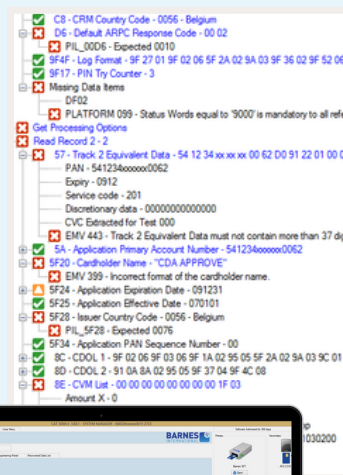 C8 - CRM Country Code - 0056 - Belgium
D6 - Default ARPC Response Code - 00 02
PIL_00D6 - Expected 0010
9F4F - Log Format - 9F 27 01 9F 02 06 5F 2A 02 9A 03 9F 36 02 9F 52 06
9F17 - PIN Try Counter - 3
Missing Data Items
DF02
PLATFORM 099 - Status Words equal to '9000' is mandatory to all refe
Get Processing Options
Read Record 2 - 2
57 - Track 2 Equivalent Data - 54 12 34 xx xx xx 00 62 D0 91 22 01 00 0
PAN - 541234xxxxxx0062
Expiry - 0912
Service code - 201
Discretionary data - 0000000000000
CVC Extracted for Test 000
EMV 443 - Track 2 Equivalent Data must not contain more than 37 dig
5A - Application Primary Account Number - 541234xxxxxx0062
5F20 - Cardholder Name - "CDA APPROVE"
EMV 399 - Incorrect format of the cardholder name.
5F24 - Application Expiration Date - 091231
5F25 - Application Effective Date - 070101
5F28 - Issuer Country Code - 0056 - Belgium
PIL_5F28 - Expected 0076
5F34 - Application PAN Sequence Number - 00
8C - CDOL 1 - 9F 02 06 9F 03 06 9F 1A 02 95 05 5F 2A 02 9A 03 9C 01
8D - CDOL 2 - 91 0A 8A 02 95 05 9F 37 04 9F 4C 08
8E - CVM List - 00 00 00 00 00 00 00 00 1F 03
Amount X - 0
1030200
BARNES